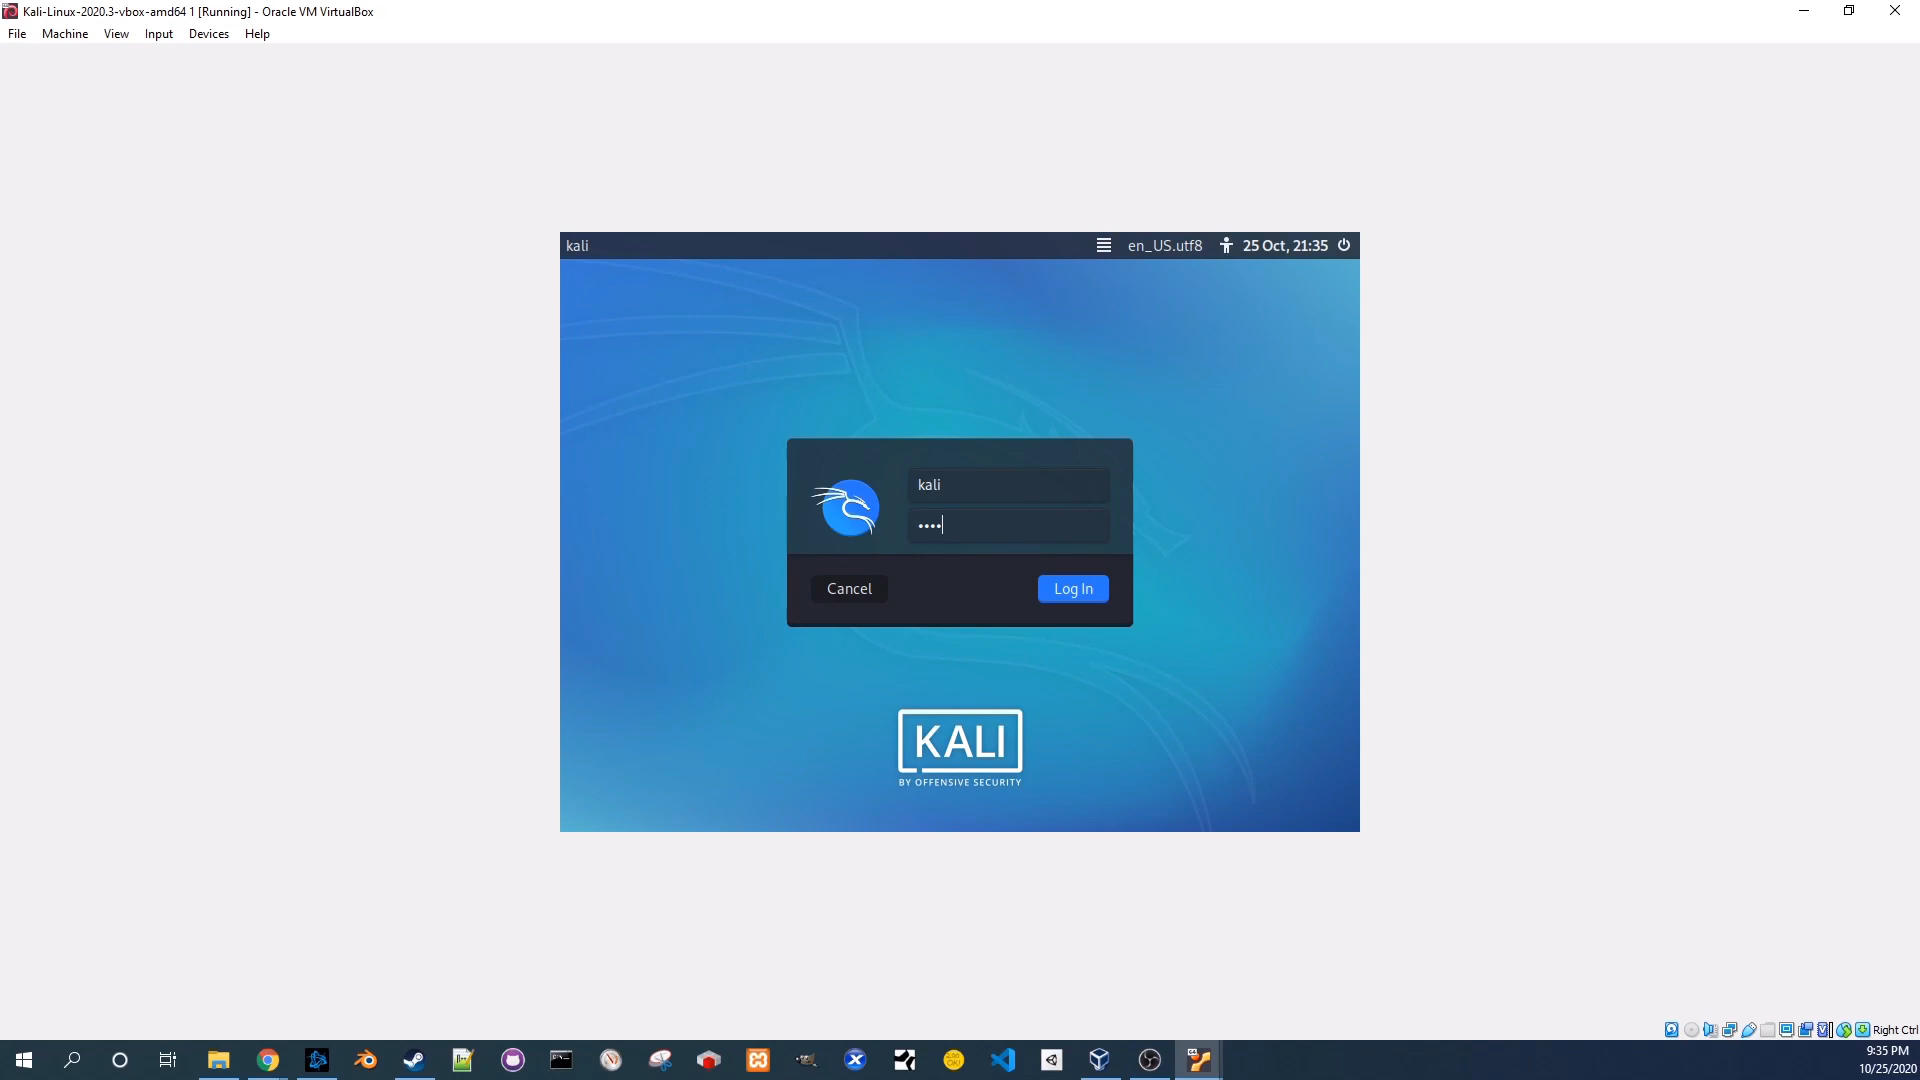 Kali-Linux-2020.3-vbox-amd64 1 [Running] - Oracle VM VirtualBox
File Machine View Input Devices Help
kali en_US.utf8 25 Oct, 21:35
kali
••••
Cancel Log In
KALI
BY OFFENSIVE SECURITY
Right Ctrl
9:35 PM
10/25/2020